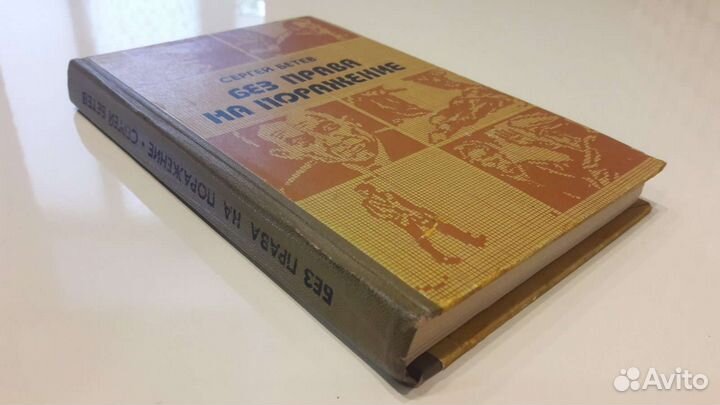 СЕРГЕЙ БЕТЕВ
БЕЗ ПРАВА
НА ПОРАЖЕНИЕ
БЕЗ ПРАВА НА ПОРАЖЕНИЕ • СЕРГЕЙ БЕТЕВ
Avito